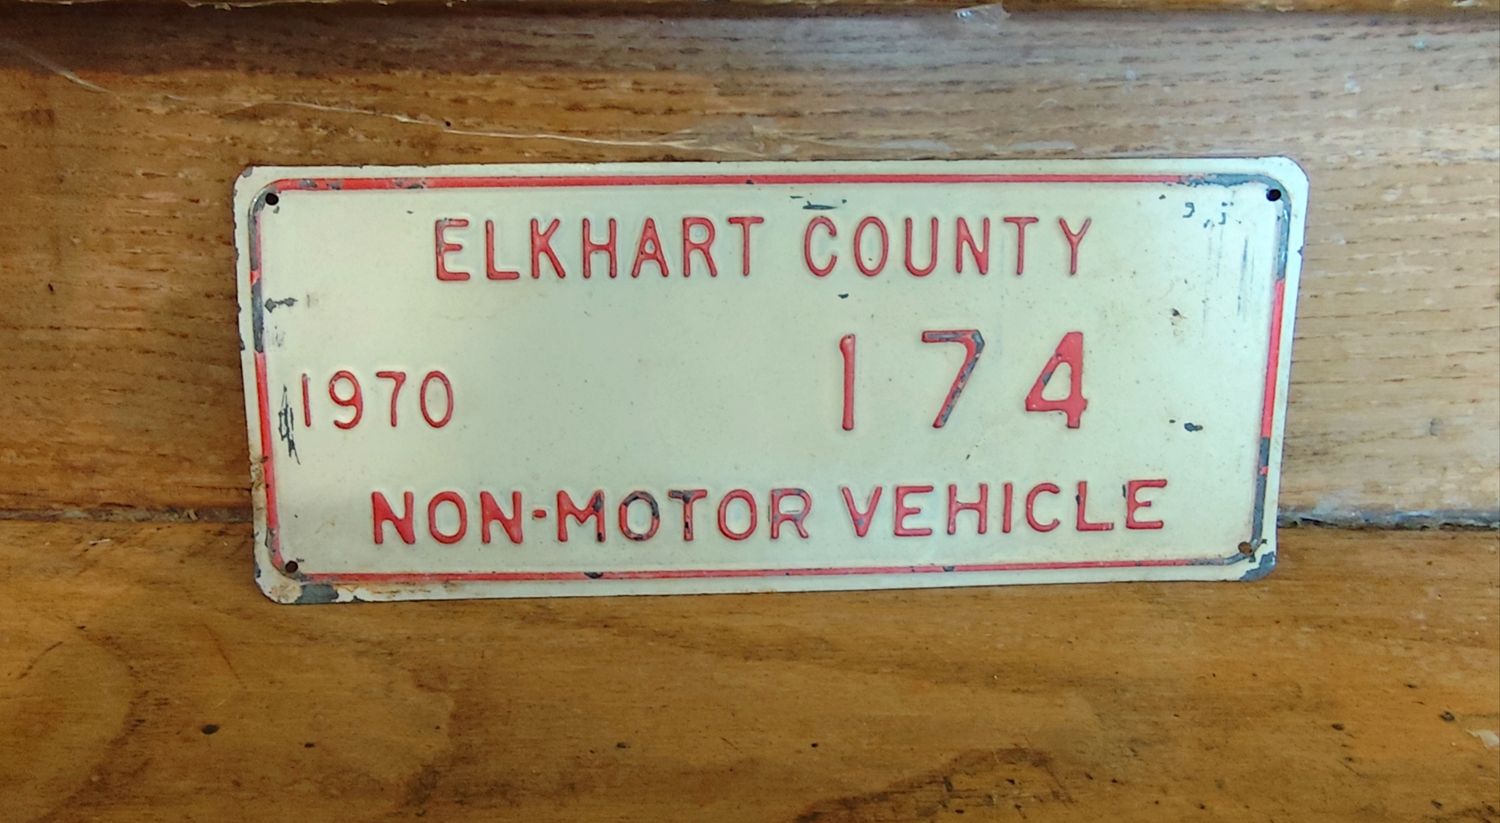 ELKHART COUNTY
1970 174
NON-MOTOR VEHICLE